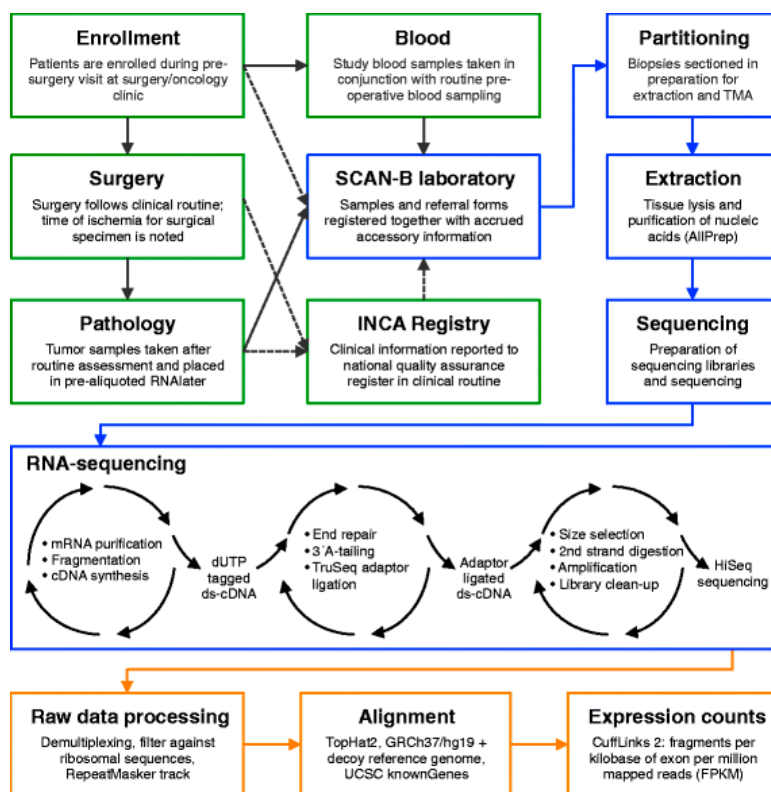 Enrollment
Patients are enrolled during pre-
surgery visit at surgery/oncology
clinic
Blood
Study blood samples taken in
conjunction with routine pre-
operative blood sampling
Partitioning
Biopsies sectioned in
preparation for
extraction and TMA
Surgery
Surgery follows clinical routine;
time of ischemia for surgical
specimen is noted
SCAN-B laboratory
Samples and referral forms
registered together with accrued
accessory information
Extraction
Tissue lysis and
purification of nucleic
acids (AllPrep)
Pathology
Tumor samples taken after
routine assessment and placed
in pre-aliquoted RNAlater
INCA Registry
Clinical information reported to
national quality assurance
register in clinical routine
Sequencing
Preparation of
sequencing libraries
and sequencing
RNA-sequencing
• mRNA purification
• Fragmentation
• cDNA synthesis
dUTP
tagged
ds-cDNA
• End repair
• 3´A-tailing
• TruSeq adaptor
ligation
Adaptor
ligated
ds-cDNA
• Size selection
• 2nd strand digestion
• Amplification
• Library clean-up
HiSeq
sequencing
Raw data processing
Demultiplexing, filter against
ribosomal sequences,
RepeatMasker track
Alignment
TopHat2, GRCh37/hg19 +
decoy reference genome,
UCSC knownGenes
Expression counts
CuffLinks 2: fragments per
kilobase of exon per million
mapped reads (FPKM)